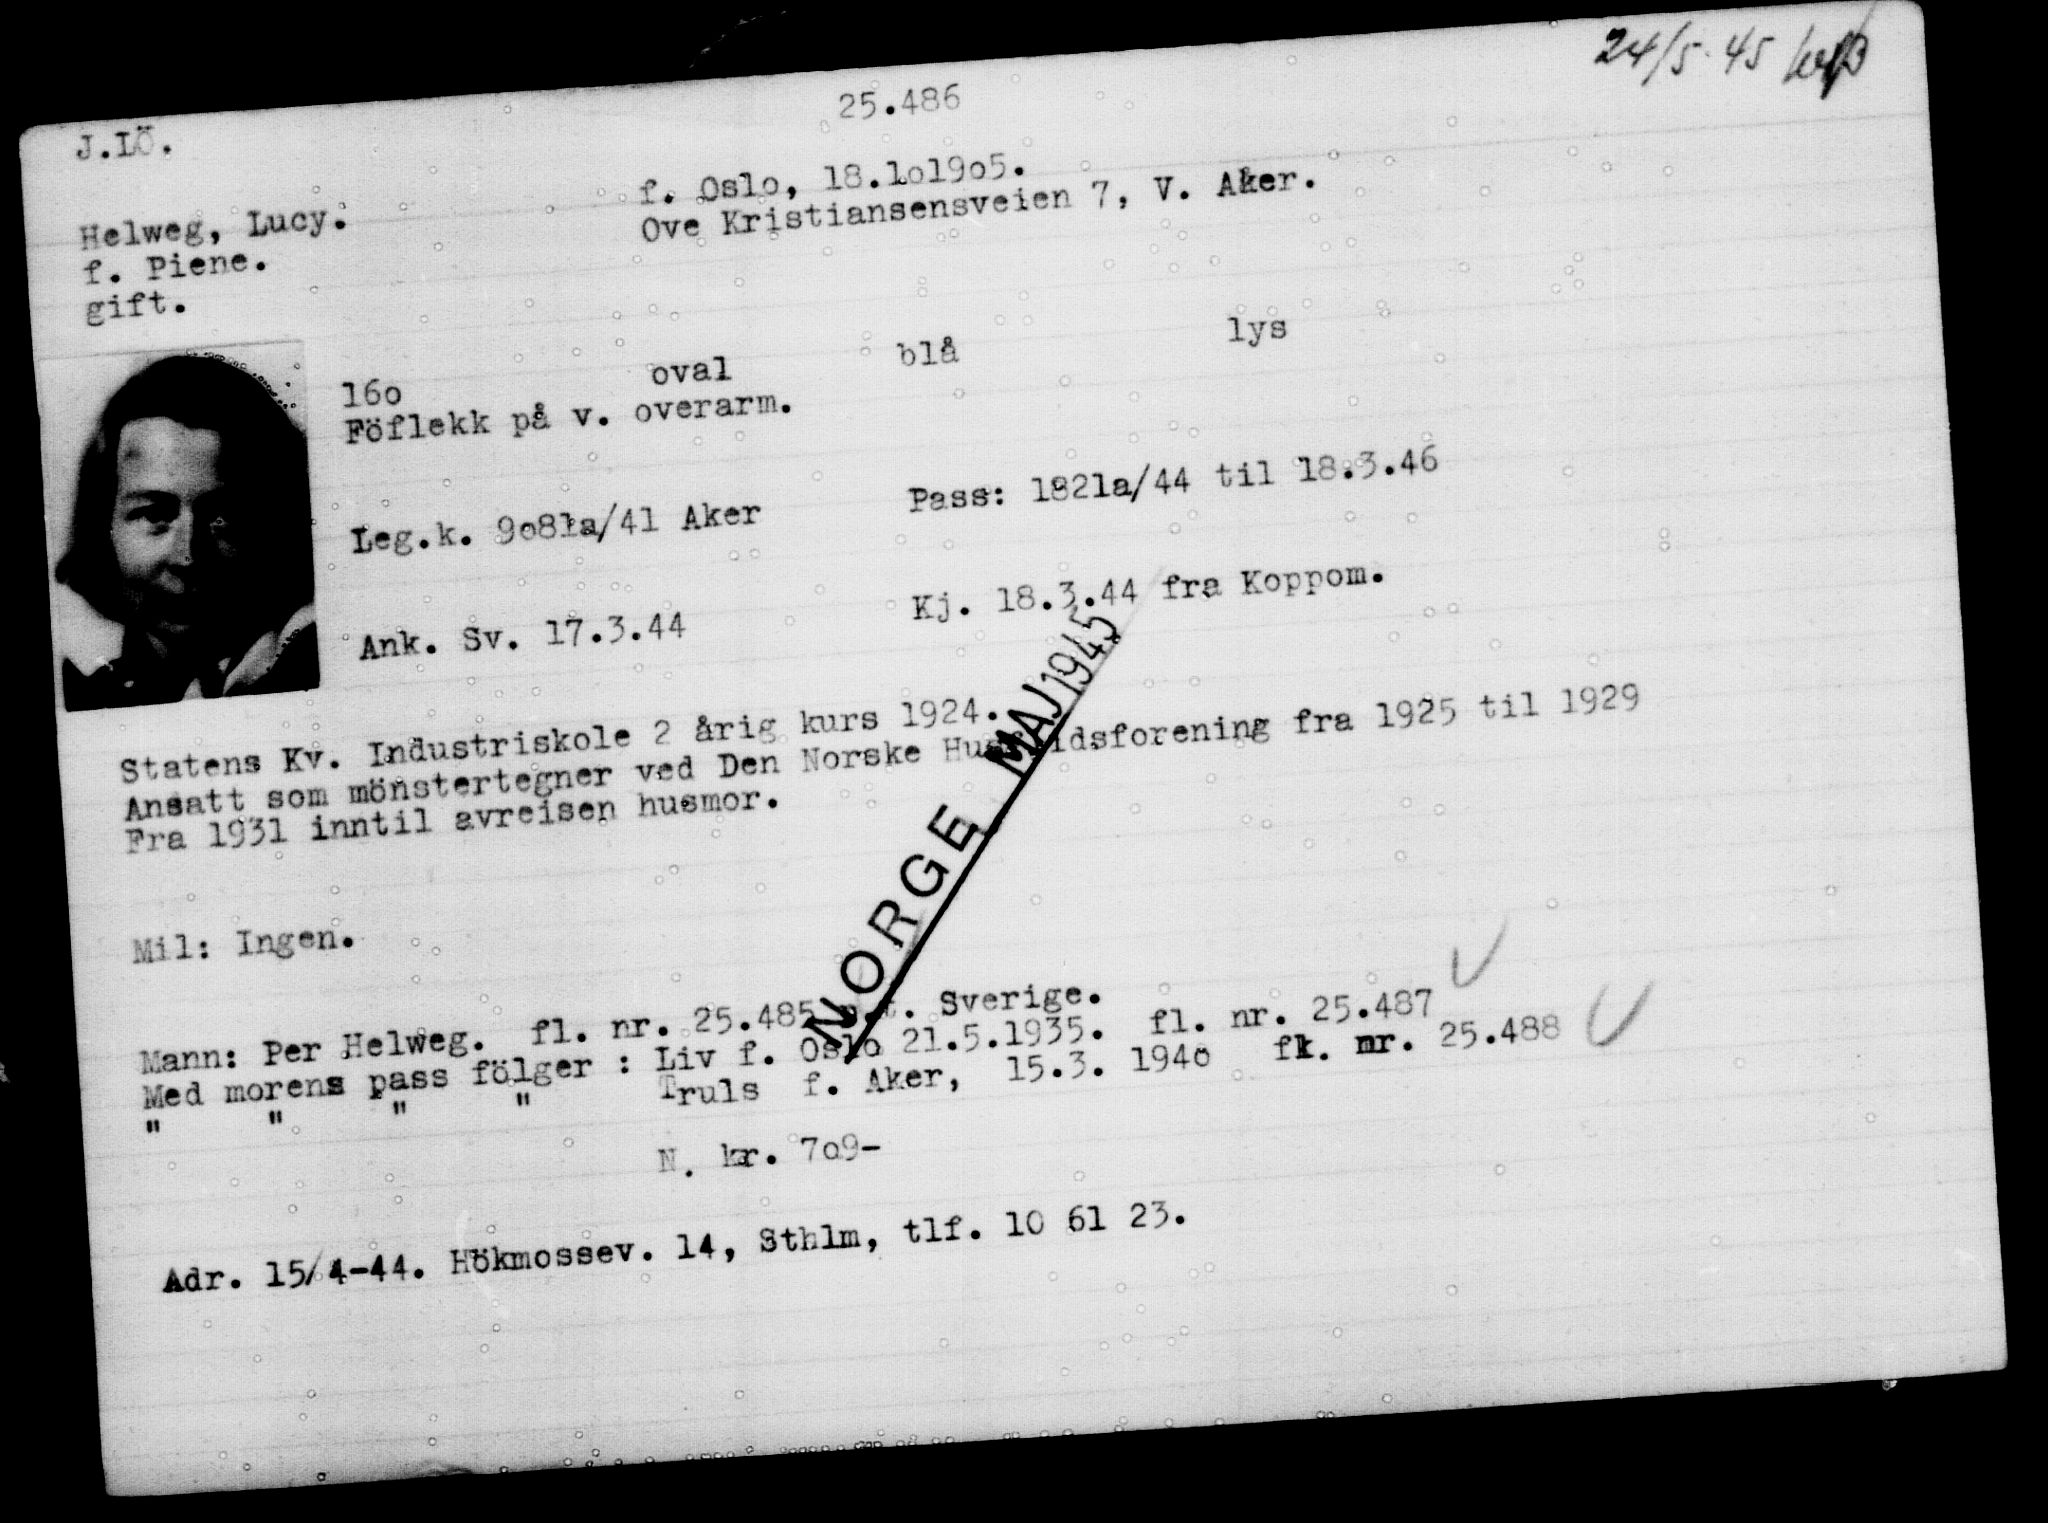 24/5.45
25.486
J.LÖ.
Helweg, Lucy.
f. Oslo, 18.1o19o5.
f. Piene.
Ove Kristiansensveien 7, V. Aker.
gift.
16o oval blå lys
Föflekk på v. overarm.
Leg.k. 9o81a/41 Aker Pass: 1821a/44 til 18.3.46
Ank. Sv. 17.3.44 Kj. 18.3.44 fra Koppom.
Statens Kv. Industriskole 2 årig kurs 1924.
Ansatt som mönstertegner ved Den Norske Husflidsforening fra 1925 til 1929
Fra 1931 inntil avreisen husmor.
NORGE MAJ 1945
Mil: Ingen.
Mann: Per Helweg. fl. nr. 25.485 n.t. Sverige.
Med morens pass fölger : Liv f. Oslo 21.5.1935. fl. nr. 25.487
" " " " Truls f. Aker, 15.3. 194o fl. nr. 25.488
N. kr. 7o9-
Adr. 15/4-44. Hökmossev. 14, Sthlm, tlf. 10 61 23.